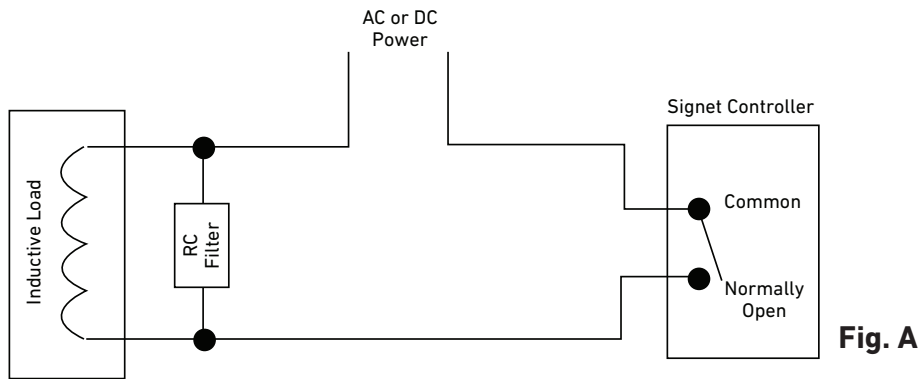 AC or DC
Power
Signet Controller
Inductive Load
RC
Filter
Common
Normally
Open
Fig. A